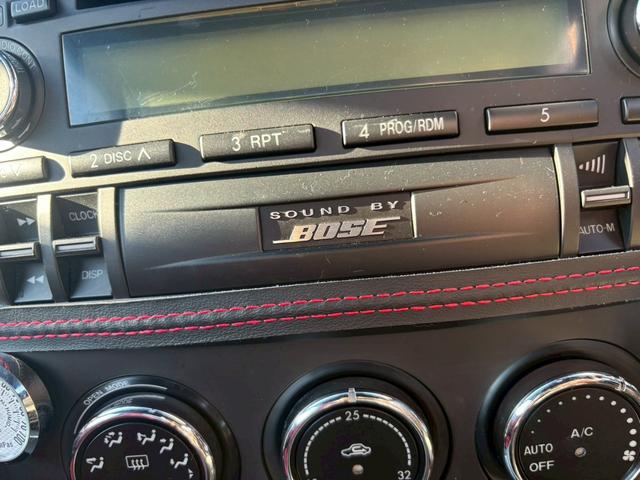 LOAD
2 DISC ∧
3 RPT
4 PROG/RDM
5
CLOCK
DISP
SOUND BY
BOSE
AUTO-M
OPEN MODE
25
32
A/C
AUTO
OFF